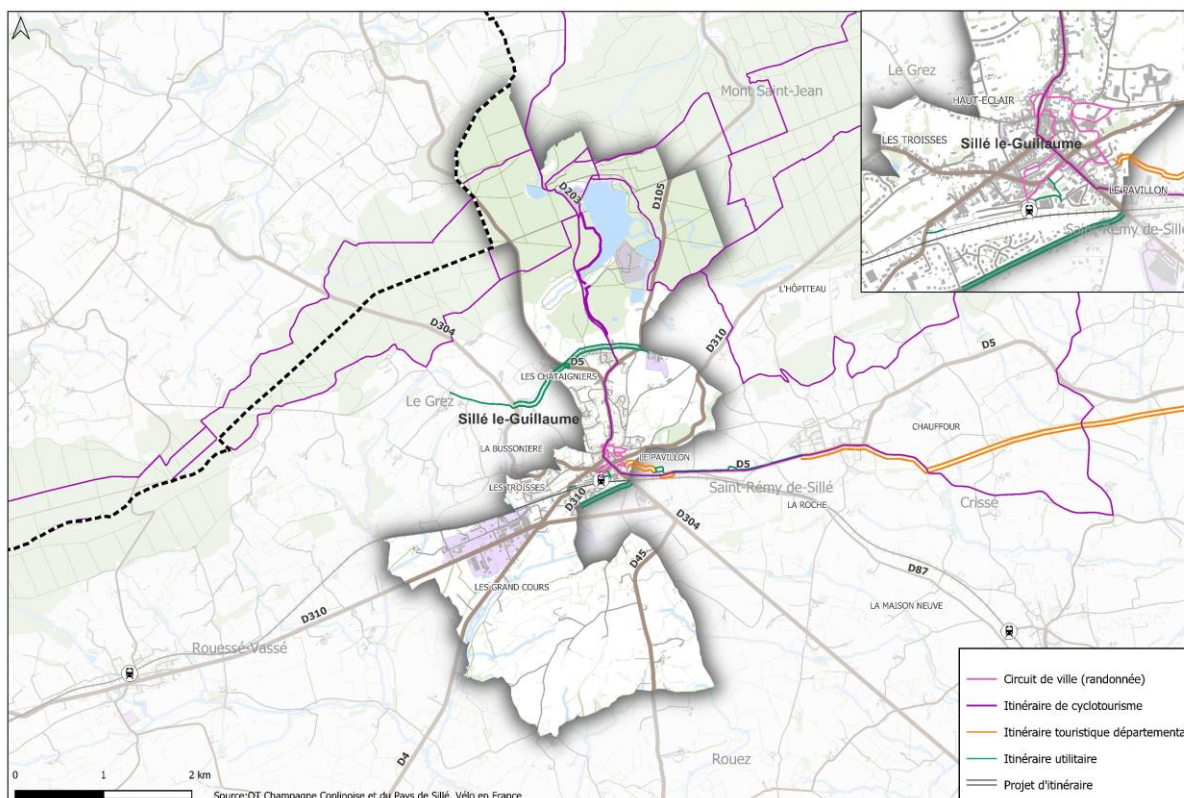 Le Grez
HAUT-ECLAIR
LES TROISSES
Sillé le-Guillaume
LE PAVILLON
Saint-Rémy de-Sillé
Mont Saint-Jean
D203
D105
L'HÔPITEAU
D304
D310
D5
D5
LES CHATAIGNIERS
Le Grez
Sillé le-Guillaume
CHAUFFOUR
LA BUSSONIERE
LE PAVILLON
D5
LES TROISSES
Saint-Rémy de-Sillé
D310
LA ROCHE
Crissé
D304
D45
D87
LES GRAND COURS
LA MAISON NEUVE
D310
Rouessé-Vassé
Rouez
D4
Circuit de ville (randonnée)
Itinéraire de cyclotourisme
Itinéraire touristique départementa
Itinéraire utilitaire
Projet d'itinéraire
0 1 2 km
Source:OT Champagne Conlinoise et du Pays de Sillé, Vélo en France